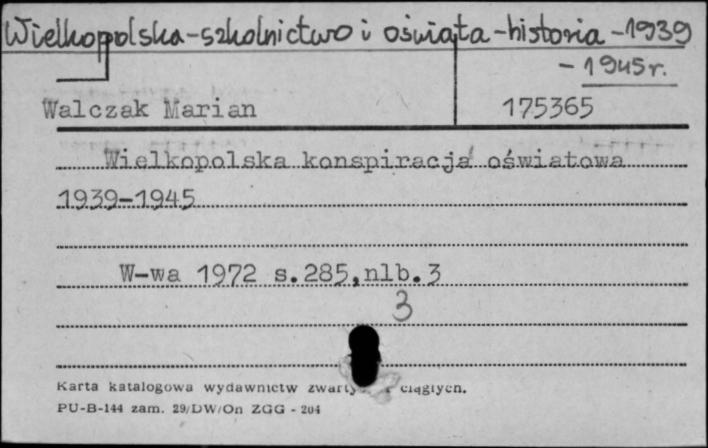 Wielkopolska-szkolnictwo i oświata-historia-1939
-1945r.
Walczak Marian 175365
Wielkopolska konspiracja oświatowa
1939-1945
W-wa 1972 s.285,nlb.3
3
Karta katalogowa wydawnictw ciągłych.
PU-B-144 zam. 29/DW/On ZGG - 204